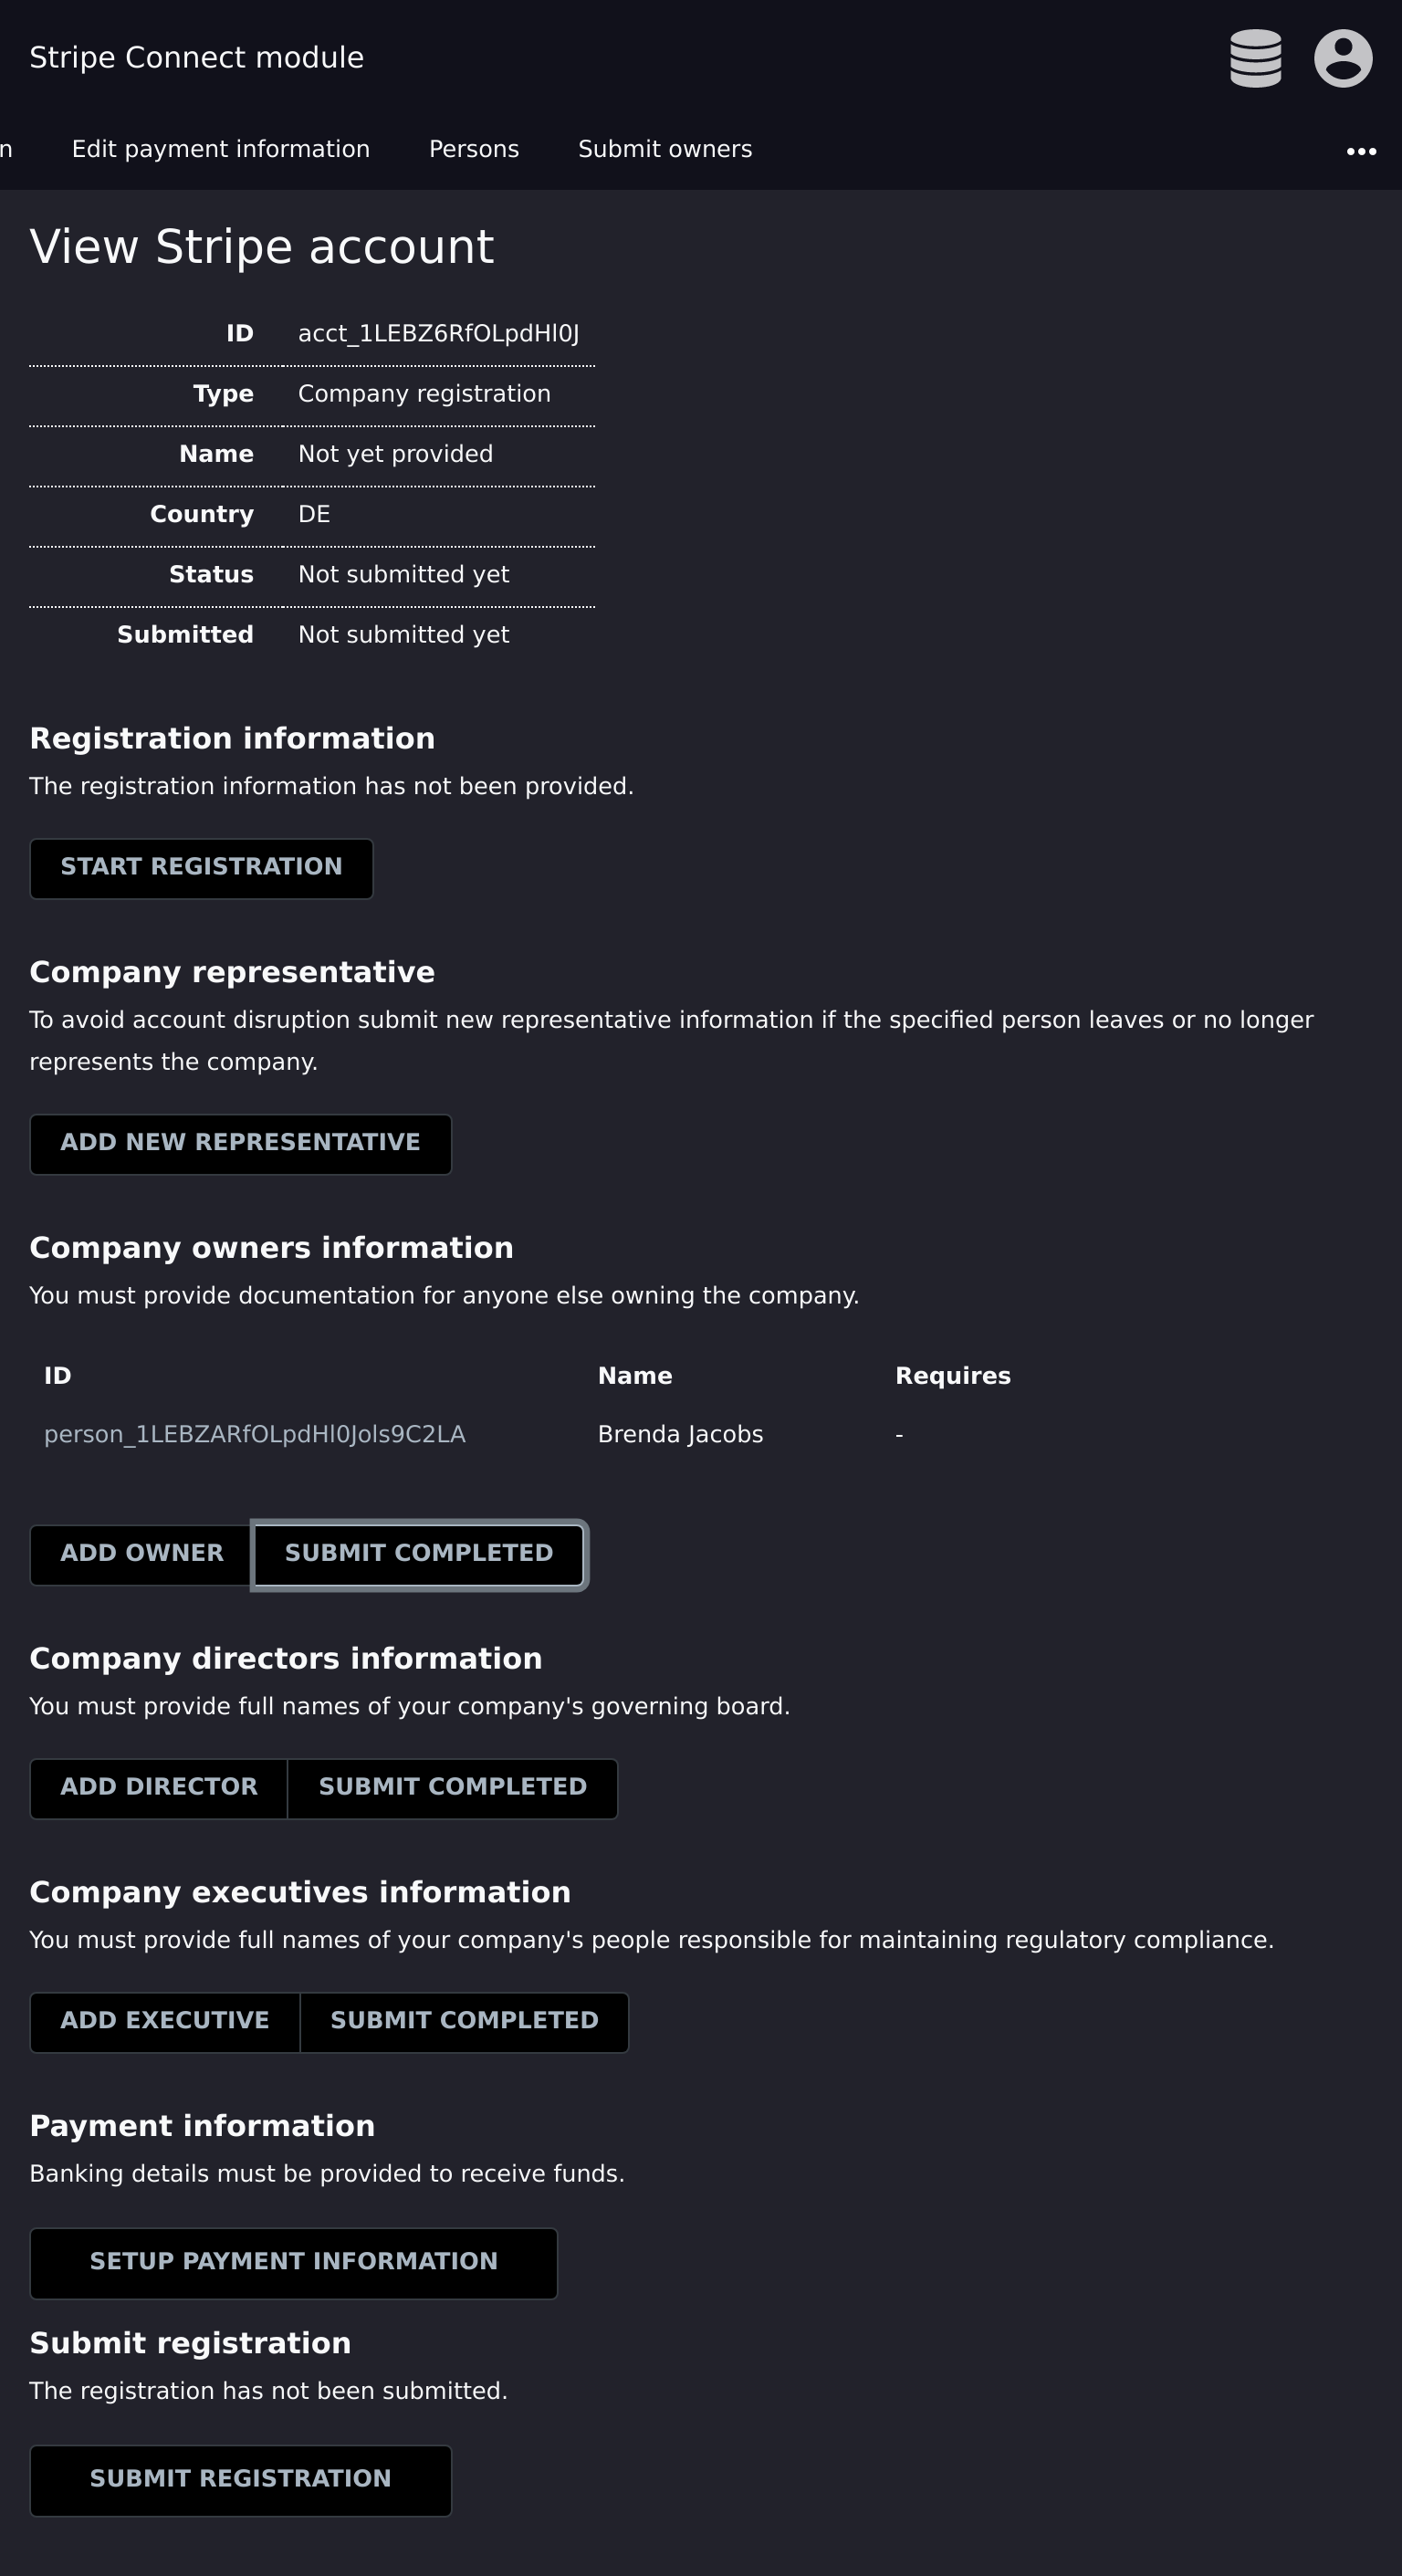 Stripe Connect module
n Edit payment information Persons Submit owners
View Stripe account
ID acct_1LEBZ6RfOLpdHl0J
Type Company registration
Name Not yet provided
Country DE
Status Not submitted yet
Submitted Not submitted yet
Registration information
The registration information has not been provided.
START REGISTRATION
Company representative
To avoid account disruption submit new representative information if the specified person leaves or no longer
represents the company.
ADD NEW REPRESENTATIVE
Company owners information
You must provide documentation for anyone else owning the company.
ID Name Requires
person_1LEBZARfOLpdHl0Jols9C2LA Brenda Jacobs -
ADD OWNER SUBMIT COMPLETED
Company directors information
You must provide full names of your company's governing board.
ADD DIRECTOR SUBMIT COMPLETED
Company executives information
You must provide full names of your company's people responsible for maintaining regulatory compliance.
ADD EXECUTIVE SUBMIT COMPLETED
Payment information
Banking details must be provided to receive funds.
SETUP PAYMENT INFORMATION
Submit registration
The registration has not been submitted.
SUBMIT REGISTRATION